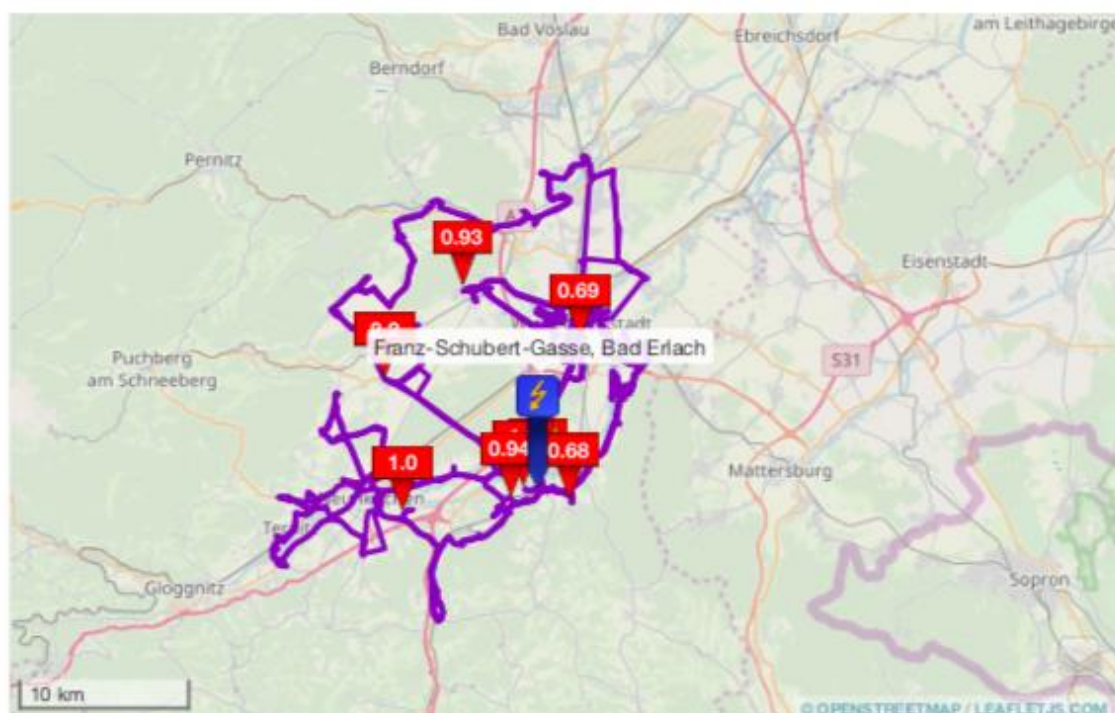 Bad Vöslau
Ebreichsdorf
am Leithagebirge
Berndorf
Pernitz
0.93
Eisenstadt
0.69
Franz-Schubert-Gasse, Bad Erlach
Puchberg
am Schneeberg
S31
0.94
0.68
1.0
Mattersburg
Gloggnitz
Sopron
10 km
© OPENSTREETMAP / LEAFLETJS.COM